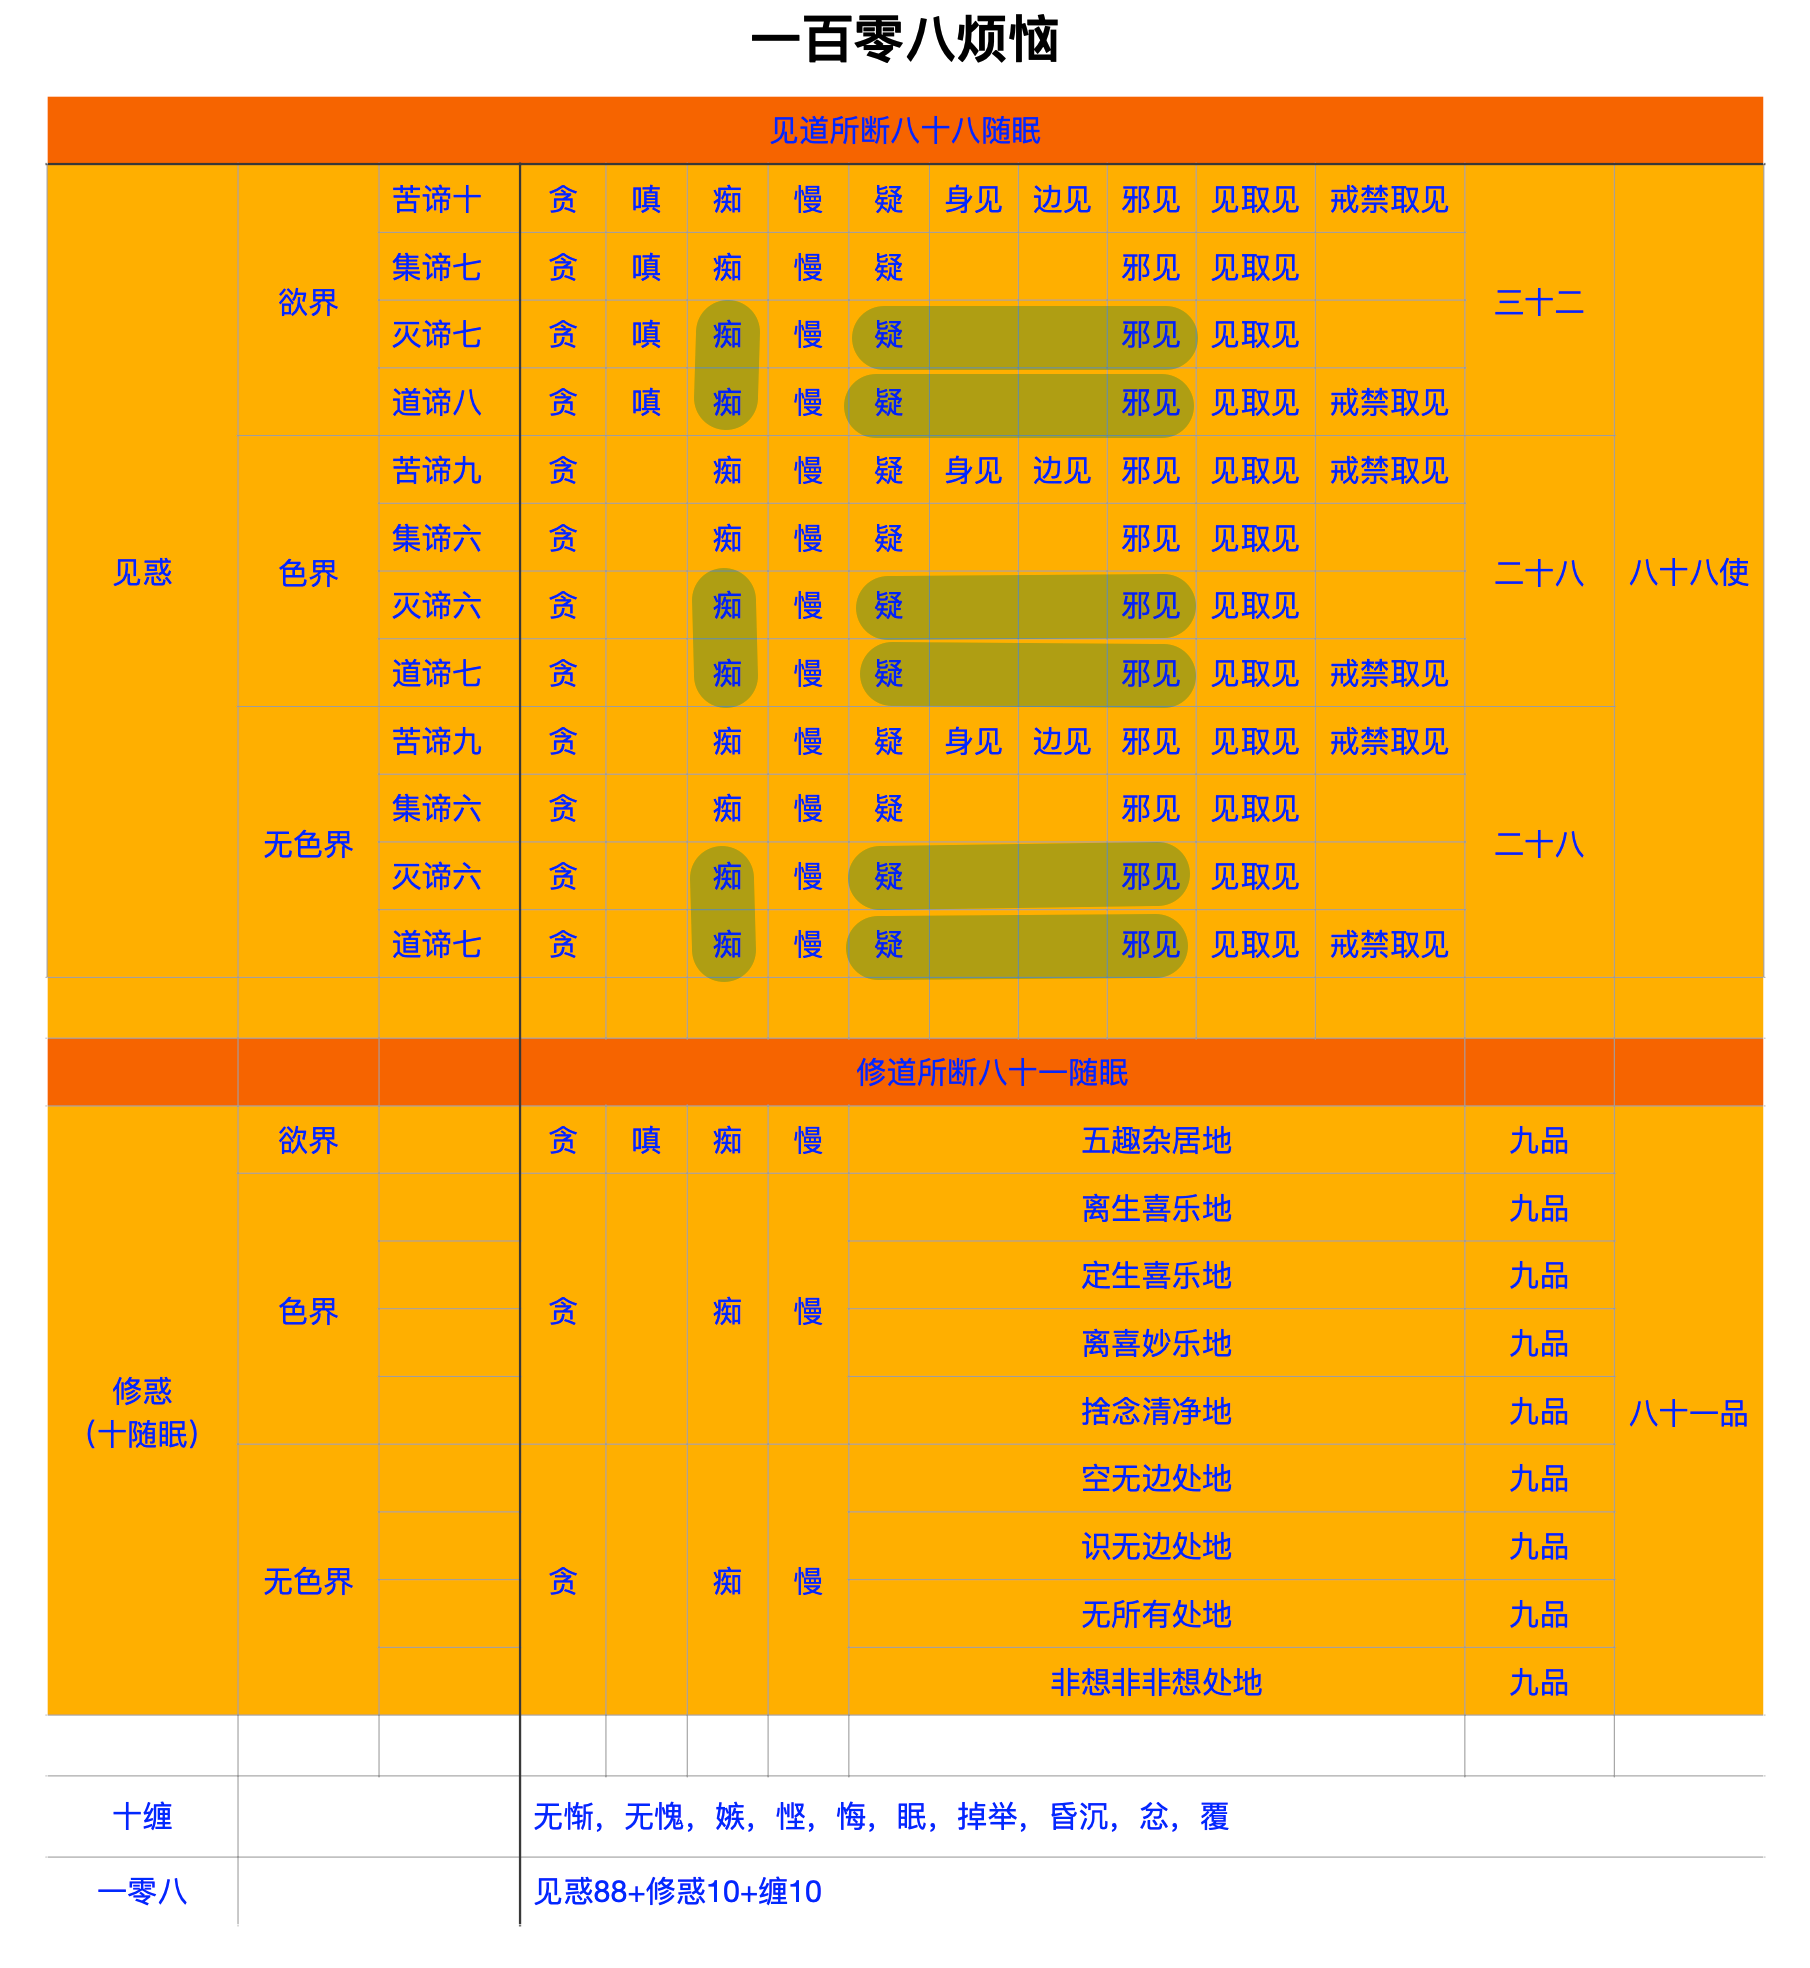 一百零八烦恼
见道所断八十八随眠
见惑 欲界 苦谛十 贪 嗔 痴 慢 疑 身见 边见 邪见 见取见 戒禁取见 三十二 八十八使
集谛七 贪 嗔 痴 慢 疑 邪见 见取见
灭谛七 贪 嗔 痴 慢 疑 邪见 见取见
道谛八 贪 嗔 痴 慢 疑 邪见 见取见 戒禁取见
色界 苦谛九 贪 痴 慢 疑 身见 边见 邪见 见取见 戒禁取见 二十八
集谛六 贪 痴 慢 疑 邪见 见取见
灭谛六 贪 痴 慢 疑 邪见 见取见
道谛七 贪 痴 慢 疑 邪见 见取见 戒禁取见
无色界 苦谛九 贪 痴 慢 疑 身见 边见 邪见 见取见 戒禁取见 二十八
集谛六 贪 痴 慢 疑 邪见 见取见
灭谛六 贪 痴 慢 疑 邪见 见取见
道谛七 贪 痴 慢 疑 邪见 见取见 戒禁取见
修道所断八十一随眠
修惑
（十随眠） 欲界 贪 嗔 痴 慢 五趣杂居地 九品 八十一品
色界 贪 痴 慢 离生喜乐地 九品
定生喜乐地 九品
离喜妙乐地 九品
捨念清净地 九品
无色界 贪 痴 慢 空无边处地 九品
识无边处地 九品
无所有处地 九品
非想非非想处地 九品
十缠 无惭，无愧，嫉，悭，悔，眠，掉举，昏沉，忿，覆
一零八 见惑88+修惑10+缠10